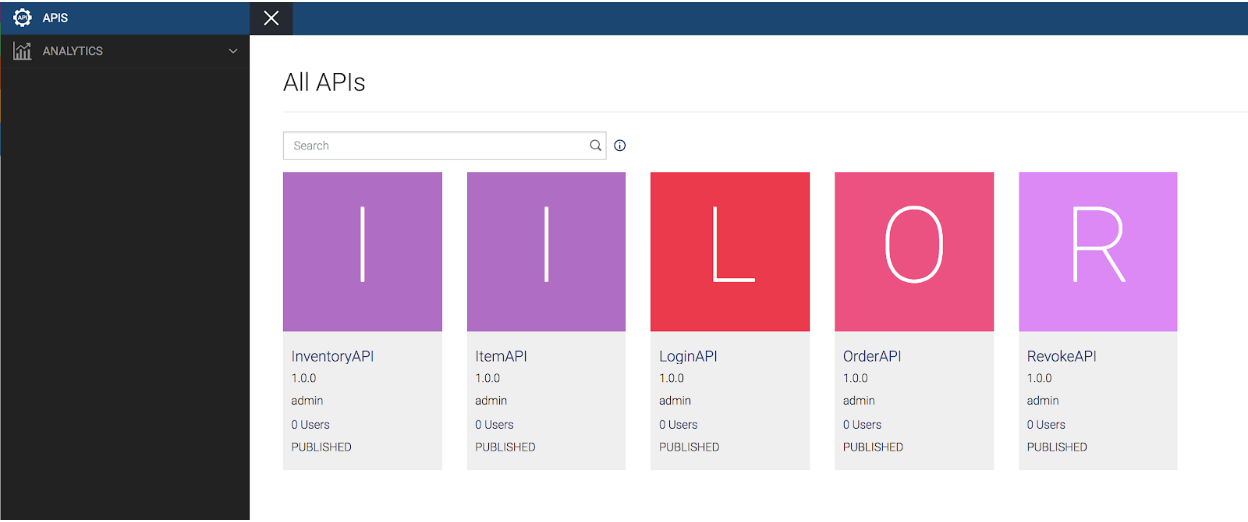 APIS
ANALYTICS
All APIs
Search
I
I
L
O
R
InventoryAPI
1.0.0
admin
0 Users
PUBLISHED
ItemAPI
1.0.0
admin
0 Users
PUBLISHED
LoginAPI
1.0.0
admin
0 Users
PUBLISHED
OrderAPI
1.0.0
admin
0 Users
PUBLISHED
RevokeAPI
1.0.0
admin
0 Users
PUBLISHED